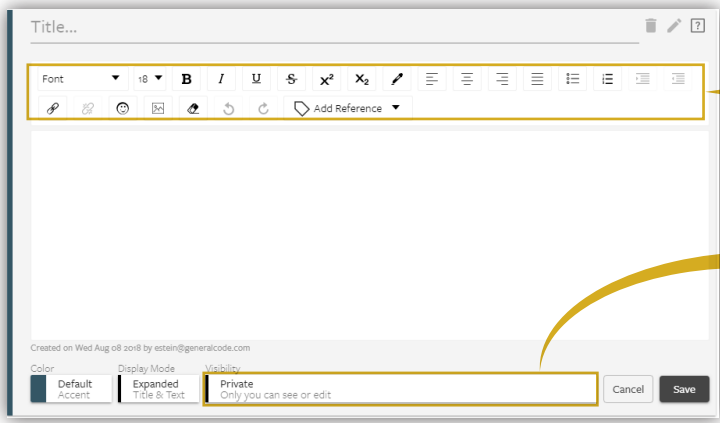 Title...
?
Font 18 B I U S X² X₂
Add Reference
Created on Wed Aug 08 2018 by estein@generalcode.com
Color Display Mode Visibility
Default Expanded Private
Accent Title & Text Only you can see or edit
Cancel Save